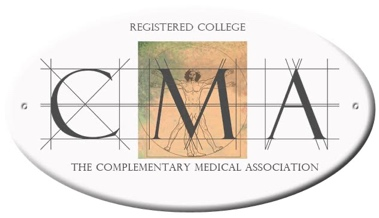 REGISTERED COLLEGE
CMA
THE COMPLEMENTARY MEDICAL ASSOCIATION